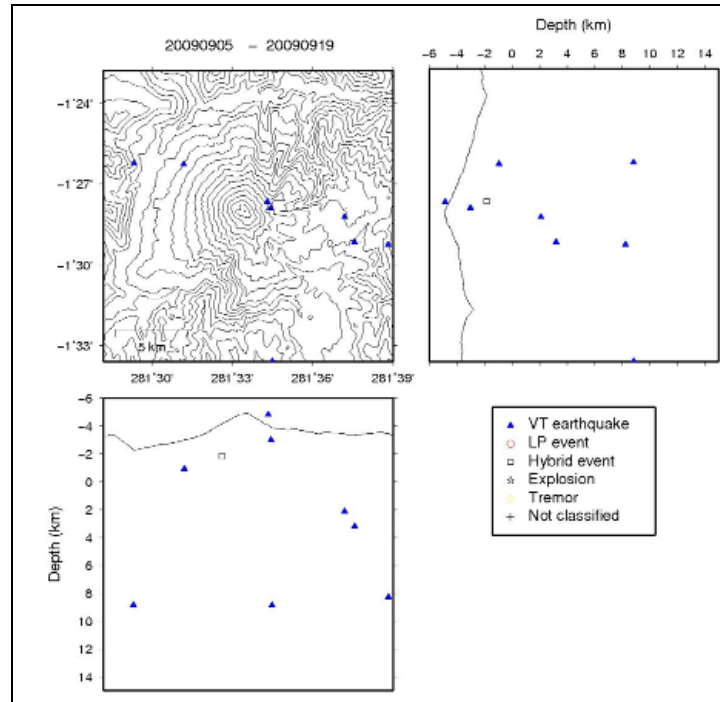 Depth (km)
20090905 – 20090919
-6 -4 -2 0 2 4 6 8 10 12 14
-1˚24'
-1˚27'
-1˚30'
-1˚33'
5 km
281˚30' 281˚33' 281˚36' 281˚39'
-6
-4
-2
0
2
4
6
8
10
12
14
Depth (km)
VT earthquake
LP event
Hybrid event
Explosion
Tremor
Not classified